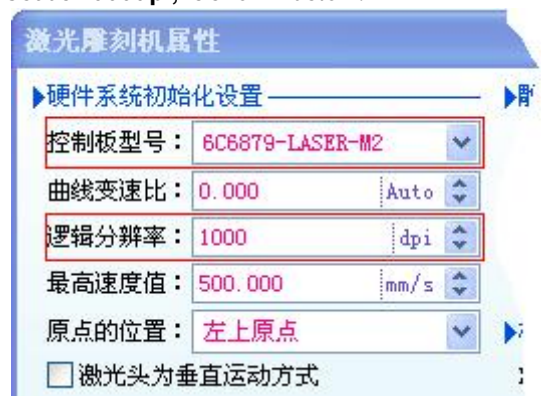 激光雕刻机属性
硬件系统初始化设置
控制板型号： 6C6879-LASER-M2
曲线变速比： 0.000 Auto
逻辑分辨率： 1000 dpi
最高速度值： 500.000 mm/s
原点的位置： 左上原点
激光头为垂直运动方式